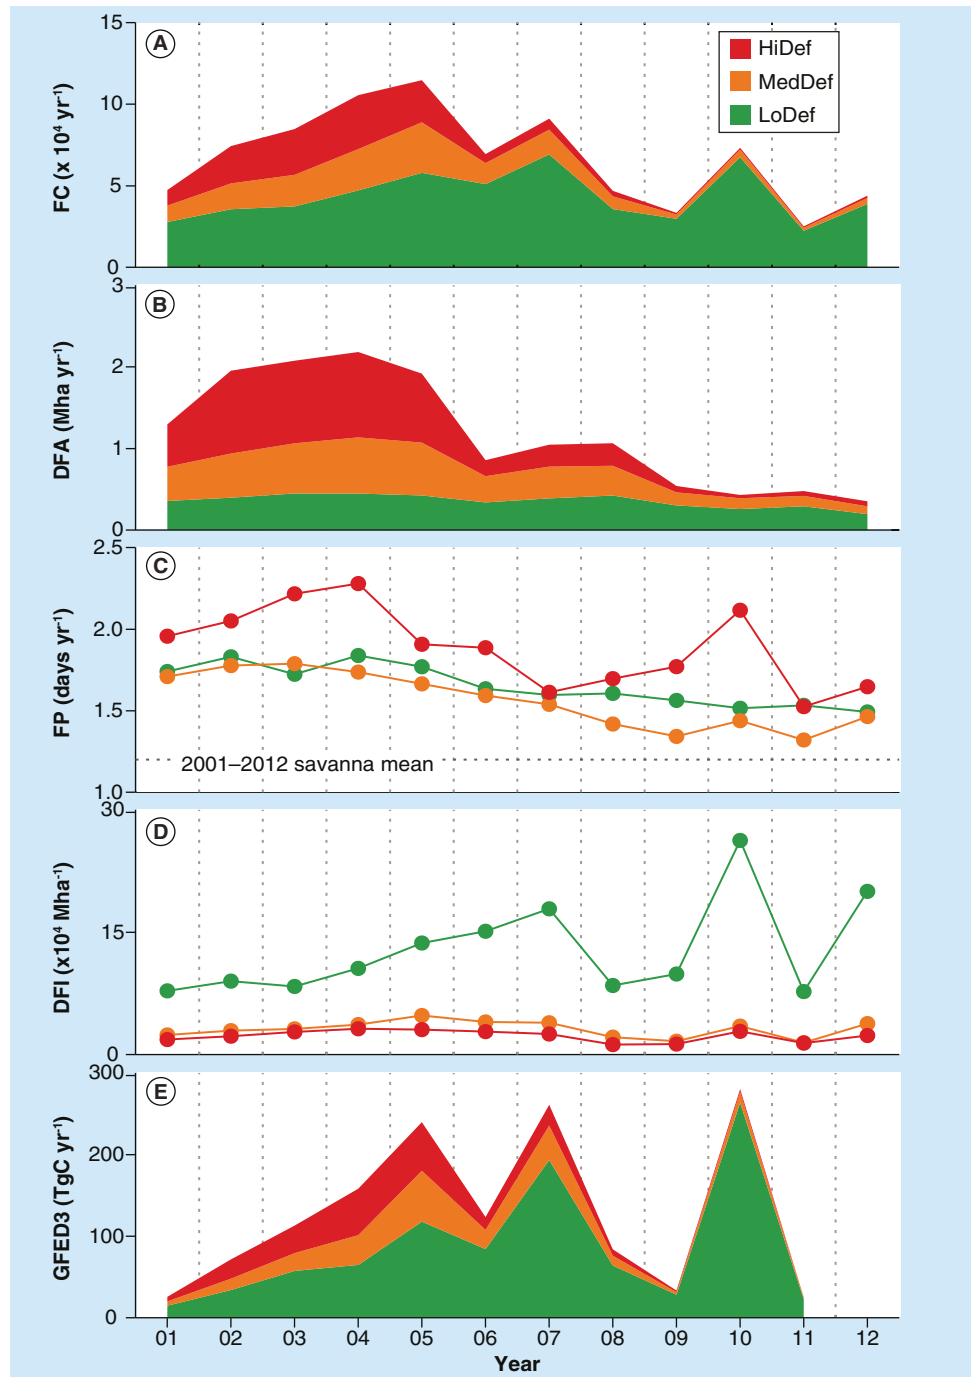 A
FC (x 10⁴ yr⁻¹)
15
10
5
0
HiDef
MedDef
LoDef
B
DFA (Mha yr⁻¹)
3
2
1
0
C
FP (days yr⁻¹)
2.5
2.0
1.5
1.0
2001–2012 savanna mean
D
DFI (x10⁴ Mha⁻¹)
30
15
0
E
GFED3 (TgC yr⁻¹)
300
200
100
0
01 02 03 04 05 06 07 08 09 10 11 12
Year